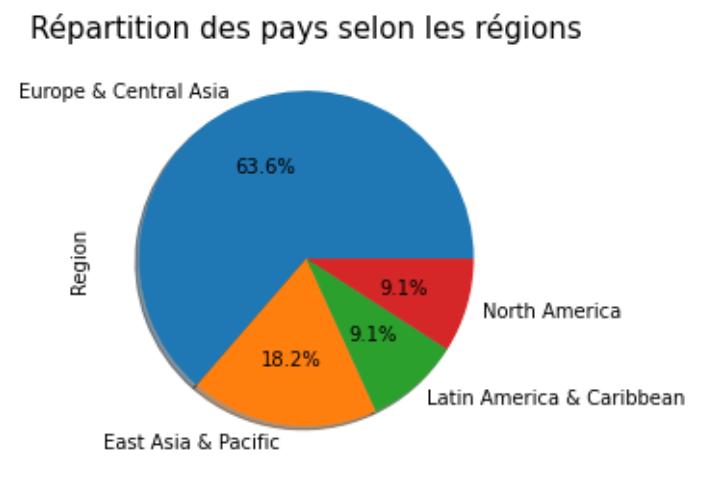 Répartition des pays selon les régions
Europe & Central Asia
63.6%
Region
9.1%
North America
9.1%
18.2%
Latin America & Caribbean
East Asia & Pacific